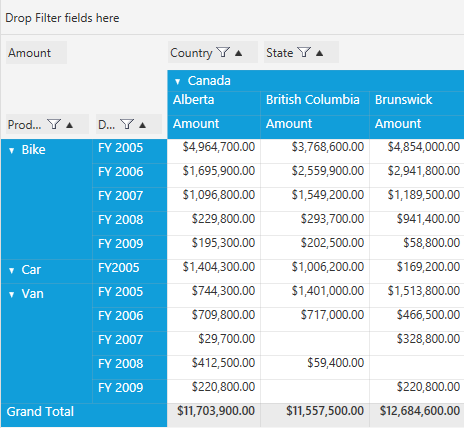 Drop Filter fields here
Amount Country State
Canada
Alberta British Columbia Brunswick
Prod... D... Amount Amount Amount
Bike FY 2005 $4,964,700.00 $3,768,600.00 $4,854,000.00
FY 2006 $1,695,900.00 $2,559,900.00 $2,941,800.00
FY 2007 $1,096,800.00 $1,549,200.00 $1,189,500.00
FY 2008 $229,800.00 $293,700.00 $941,400.00
FY 2009 $195,300.00 $202,500.00 $58,800.00
Car FY2005 $1,404,300.00 $1,006,200.00 $169,200.00
Van FY 2005 $744,300.00 $1,401,000.00 $1,513,800.00
FY 2006 $709,800.00 $717,000.00 $466,500.00
FY 2007 $29,700.00 $328,800.00
FY 2008 $412,500.00 $59,400.00
FY 2009 $220,800.00 $220,800.00
Grand Total $11,703,900.00 $11,557,500.00 $12,684,600.00